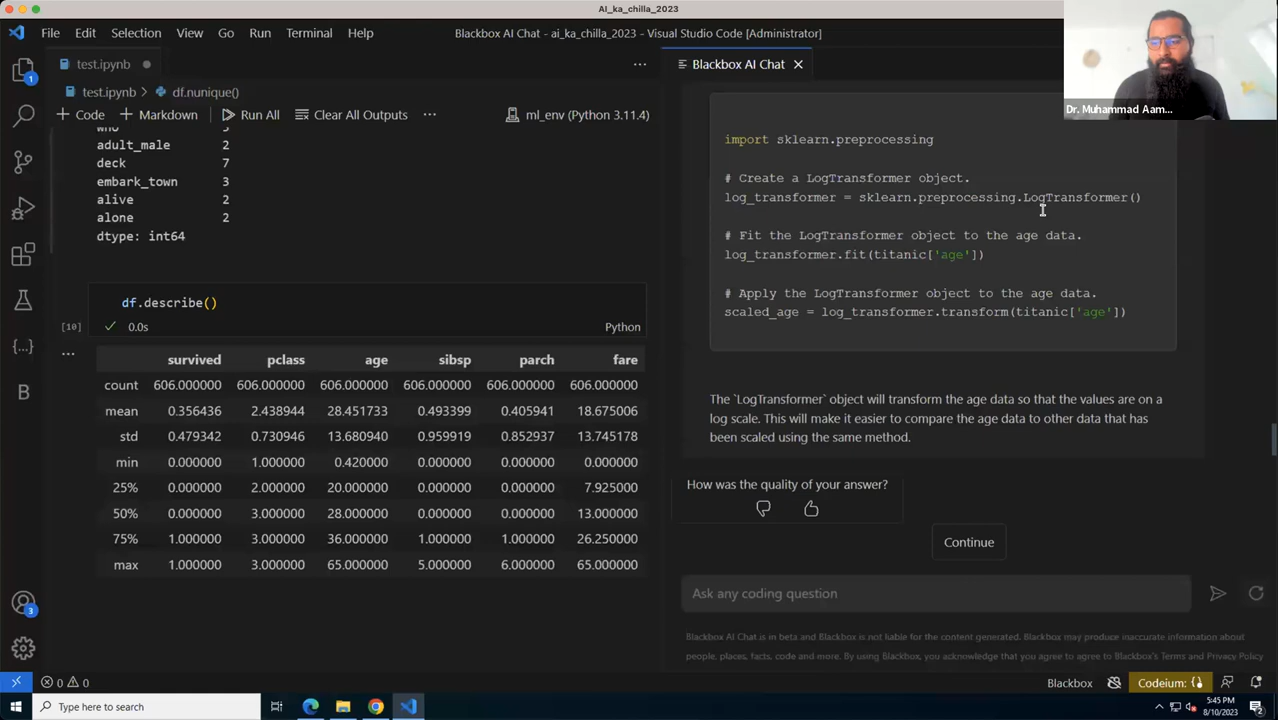 AI_ka_chilla_2023
File Edit Selection View Go Run Terminal Help
Blackbox AI Chat - ai_ka_chilla_2023 - Visual Studio Code [Administrator]
test.ipynb
test.ipynb > df.nunique()
+ Code + Markdown Run All Clear All Outputs ...
ml_env (Python 3.11.4)
who
adult_male 2
deck 7
embark_town 3
alive 2
alone 2
dtype: int64
df.describe()
[10] 0.0s Python
survived pclass age sibsp parch fare
count 606.000000 606.000000 606.000000 606.000000 606.000000 606.000000
mean 0.356436 2.438944 28.451733 0.493399 0.405941 18.675006
std 0.479342 0.730946 13.680940 0.959919 0.852937 13.745178
min 0.000000 1.000000 0.420000 0.000000 0.000000 0.000000
25% 0.000000 2.000000 20.000000 0.000000 0.000000 7.925000
50% 0.000000 3.000000 28.000000 0.000000 0.000000 13.000000
75% 1.000000 3.000000 36.000000 1.000000 1.000000 26.250000
max 1.000000 3.000000 65.000000 5.000000 6.000000 65.000000
Blackbox AI Chat
Dr. Muhammad Aam...
import sklearn.preprocessing
# Create a LogTransformer object.
log_transformer = sklearn.preprocessing.LogTransformer()
# Fit the LogTransformer object to the age data.
log_transformer.fit(titanic['age'])
# Apply the LogTransformer object to the age data.
scaled_age = log_transformer.transform(titanic['age'])
The `LogTransformer` object will transform the age data so that the values are on a
log scale. This will make it easier to compare the age data to other data that has
been scaled using the same method.
How was the quality of your answer?
Continue
Ask any coding question
Blackbox AI Chat is in beta and Blackbox is not liable for the content generated. Blackbox may produce inaccurate information about
people, places, facts, code and more. By using Blackbox, you acknowledge that you agree to agree to Blackbox's Terms and Privacy Policy
1
B
3
0 0
Blackbox
Codeium: {}
Type here to search
5:45 PM
8/10/2023
2